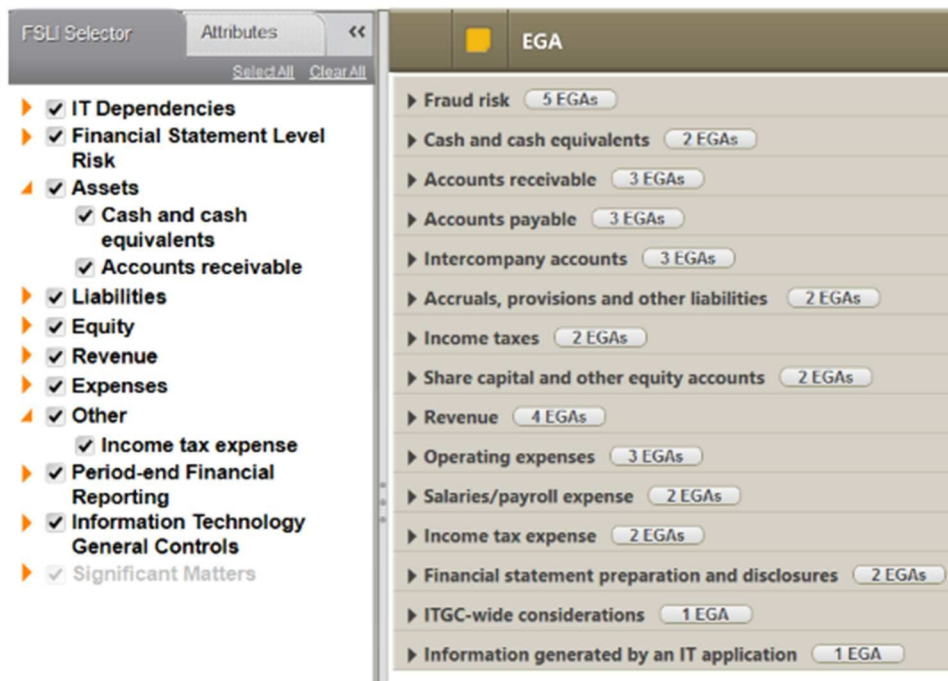 FSLI Selector
Attributes
<<
Select All Clear All
IT Dependencies
Financial Statement Level
Risk
Assets
Cash and cash
equivalents
Accounts receivable
Liabilities
Equity
Revenue
Expenses
Other
Income tax expense
Period-end Financial
Reporting
Information Technology
General Controls
Significant Matters
EGA
Fraud risk 5 EGAs
Cash and cash equivalents 2 EGAs
Accounts receivable 3 EGAs
Accounts payable 3 EGAs
Intercompany accounts 3 EGAs
Accruals, provisions and other liabilities 2 EGAs
Income taxes 2 EGAs
Share capital and other equity accounts 2 EGAs
Revenue 4 EGAs
Operating expenses 3 EGAs
Salaries/payroll expense 2 EGAs
Income tax expense 2 EGAs
Financial statement preparation and disclosures 2 EGAs
ITGC-wide considerations 1 EGA
Information generated by an IT application 1 EGA